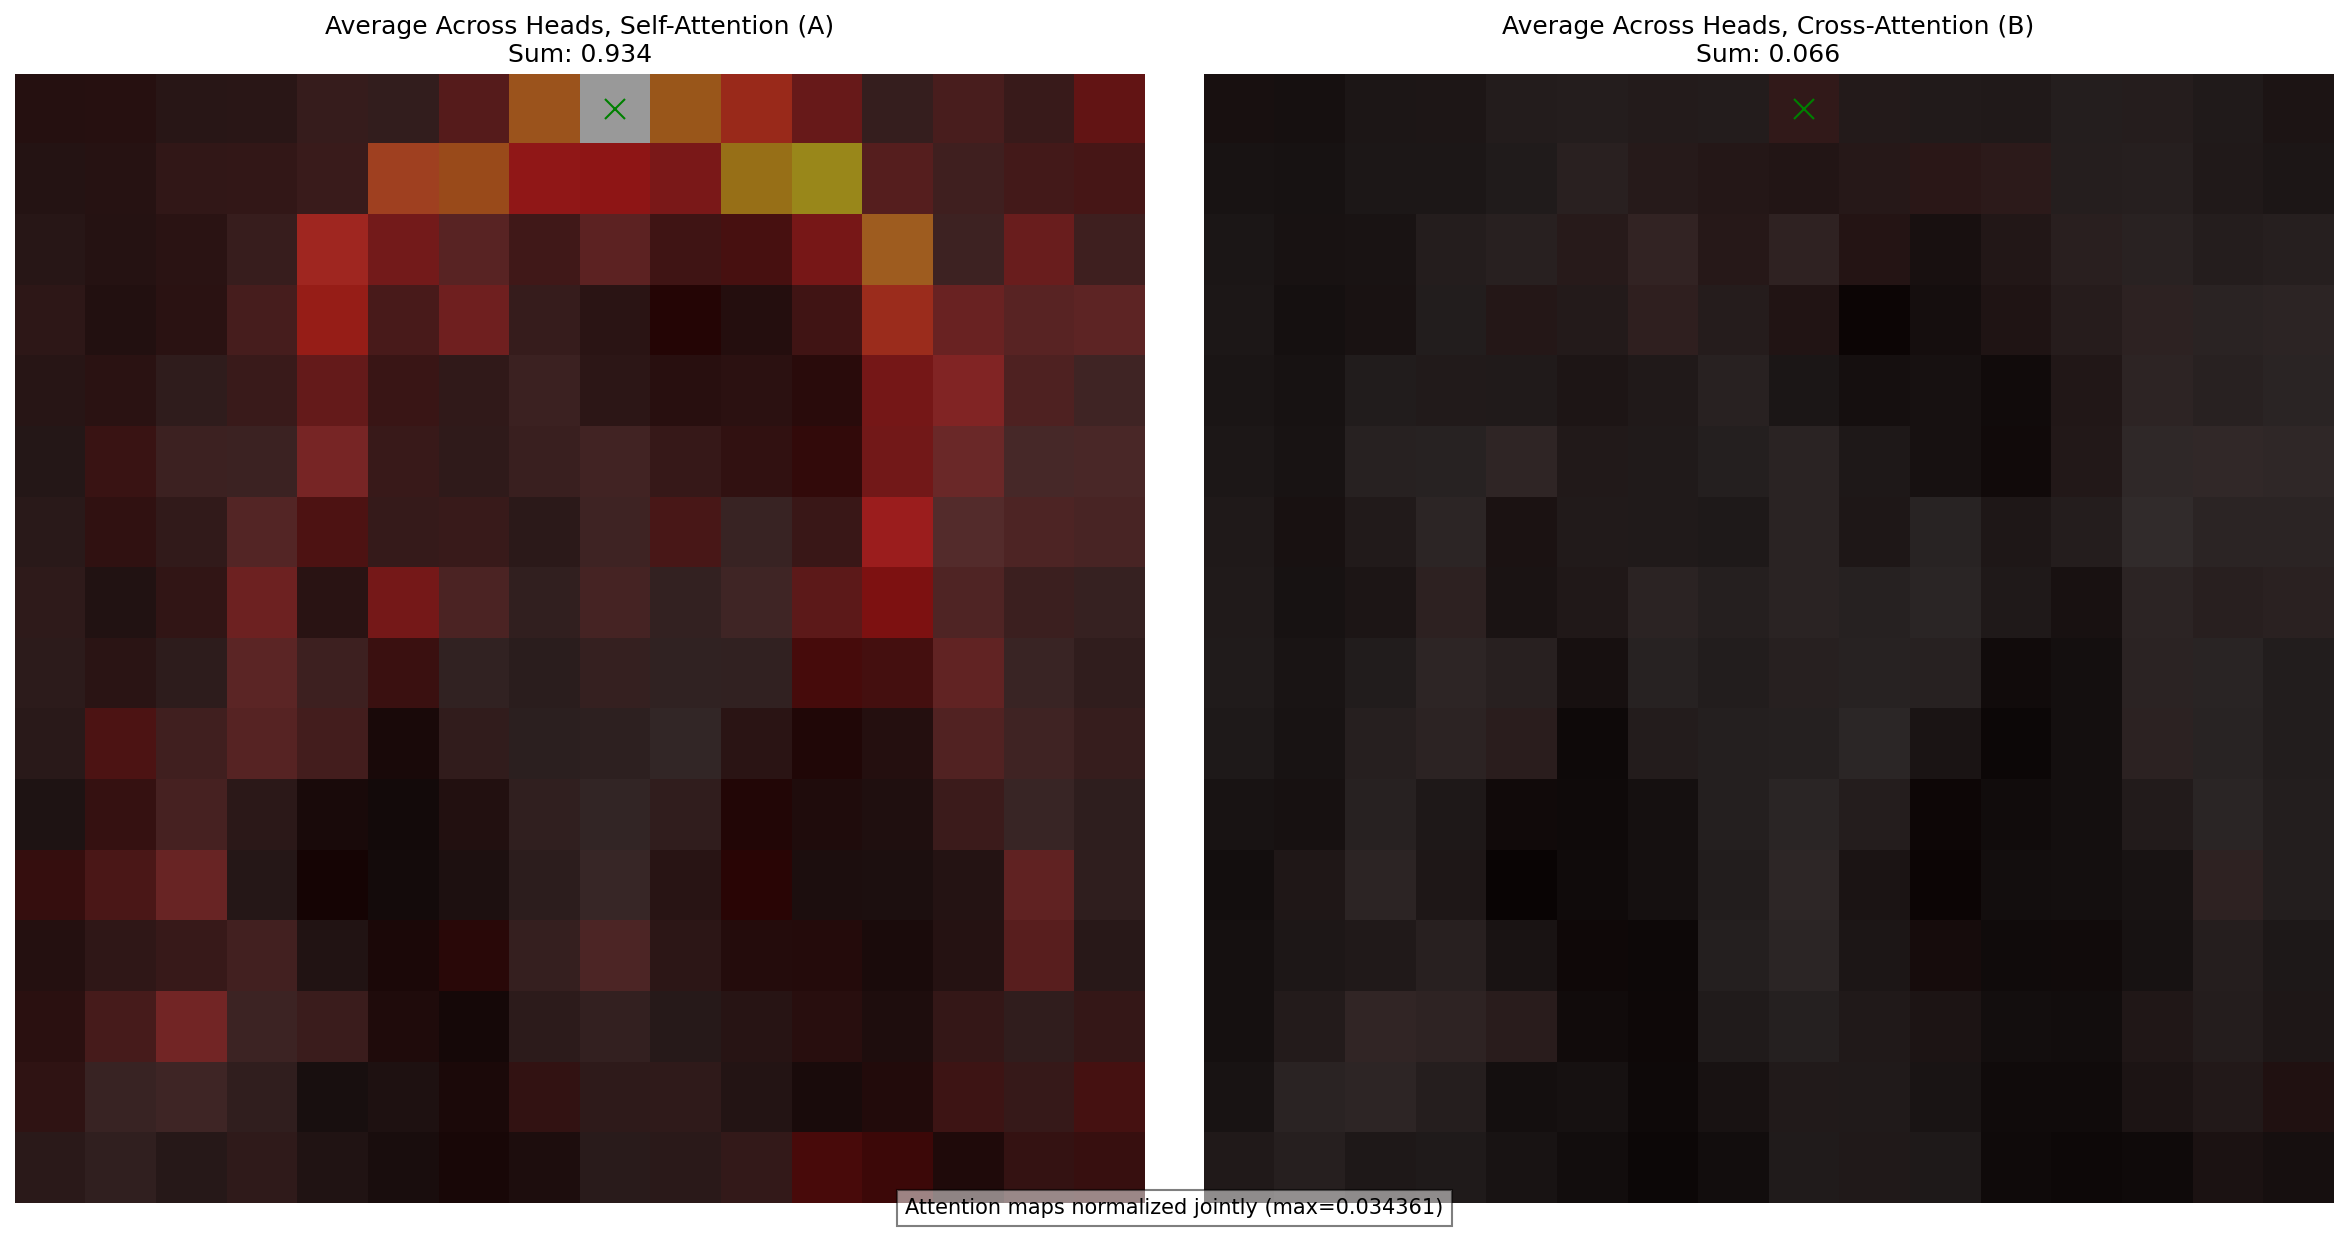 Average Across Heads, Self-Attention (A)
Sum: 0.934
Average Across Heads, Cross-Attention (B)
Sum: 0.066
Attention maps normalized jointly (max=0.034361)